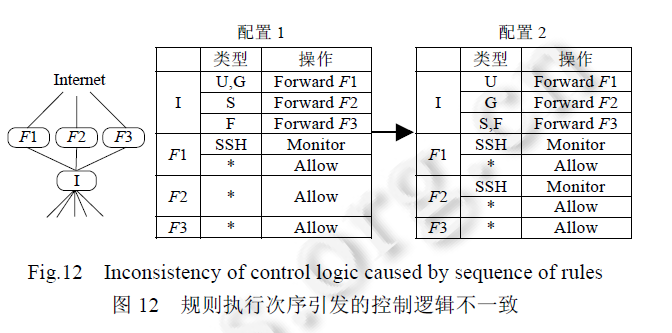 配置 1 配置 2
Internet
F1 F2 F3
I
类型 操作
I U,G Forward F1
S Forward F2
F Forward F3
F1 SSH Monitor
* Allow
F2 * Allow
F3 * Allow
类型 操作
I U Forward F1
G Forward F2
S,F Forward F3
F1 SSH Monitor
* Allow
F2 SSH Monitor
* Allow
F3 * Allow
Fig.12 Inconsistency of control logic caused by sequence of rules
图 12 规则执行次序引发的控制逻辑不一致